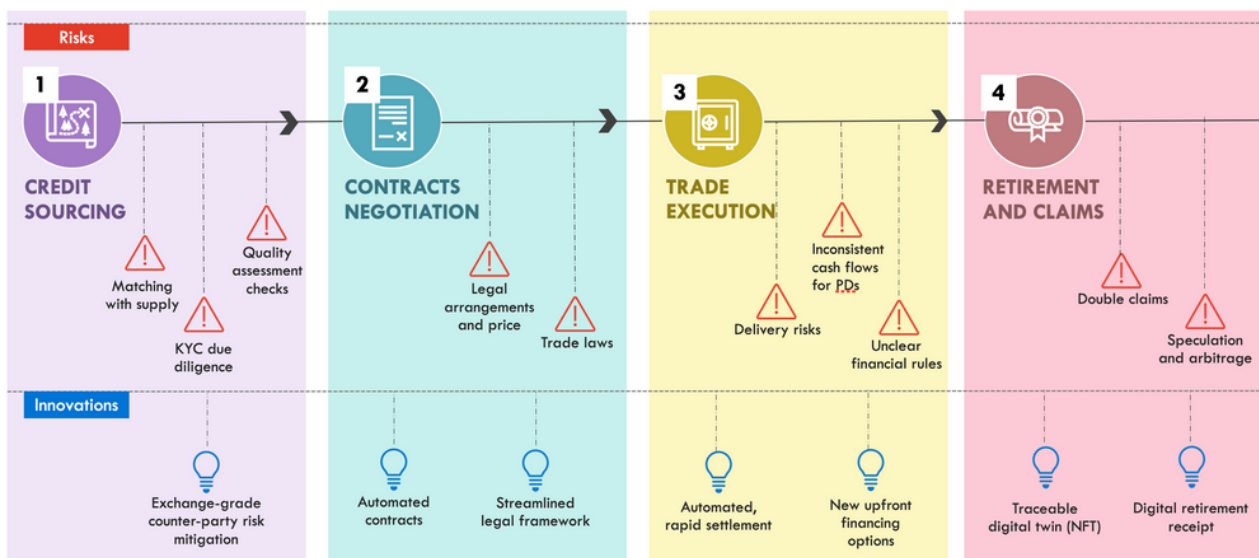 Risks
1
CREDIT
SOURCING
Matching
with supply
KYC due
diligence
Quality
assessment
checks
2
CONTRACTS
NEGOTIATION
Legal
arrangements
and price
Trade laws
3
TRADE
EXECUTION
Delivery risks
Inconsistent
cash flows
for PDs
Unclear
financial rules
4
RETIREMENT
AND CLAIMS
Double claims
Speculation
and arbitrage
Innovations
Exchange-grade
counter-party risk
mitigation
Automated
contracts
Streamlined
legal framework
Automated,
rapid settlement
New upfront
financing
options
Traceable
digital twin (NFT)
Digital retirement
receipt